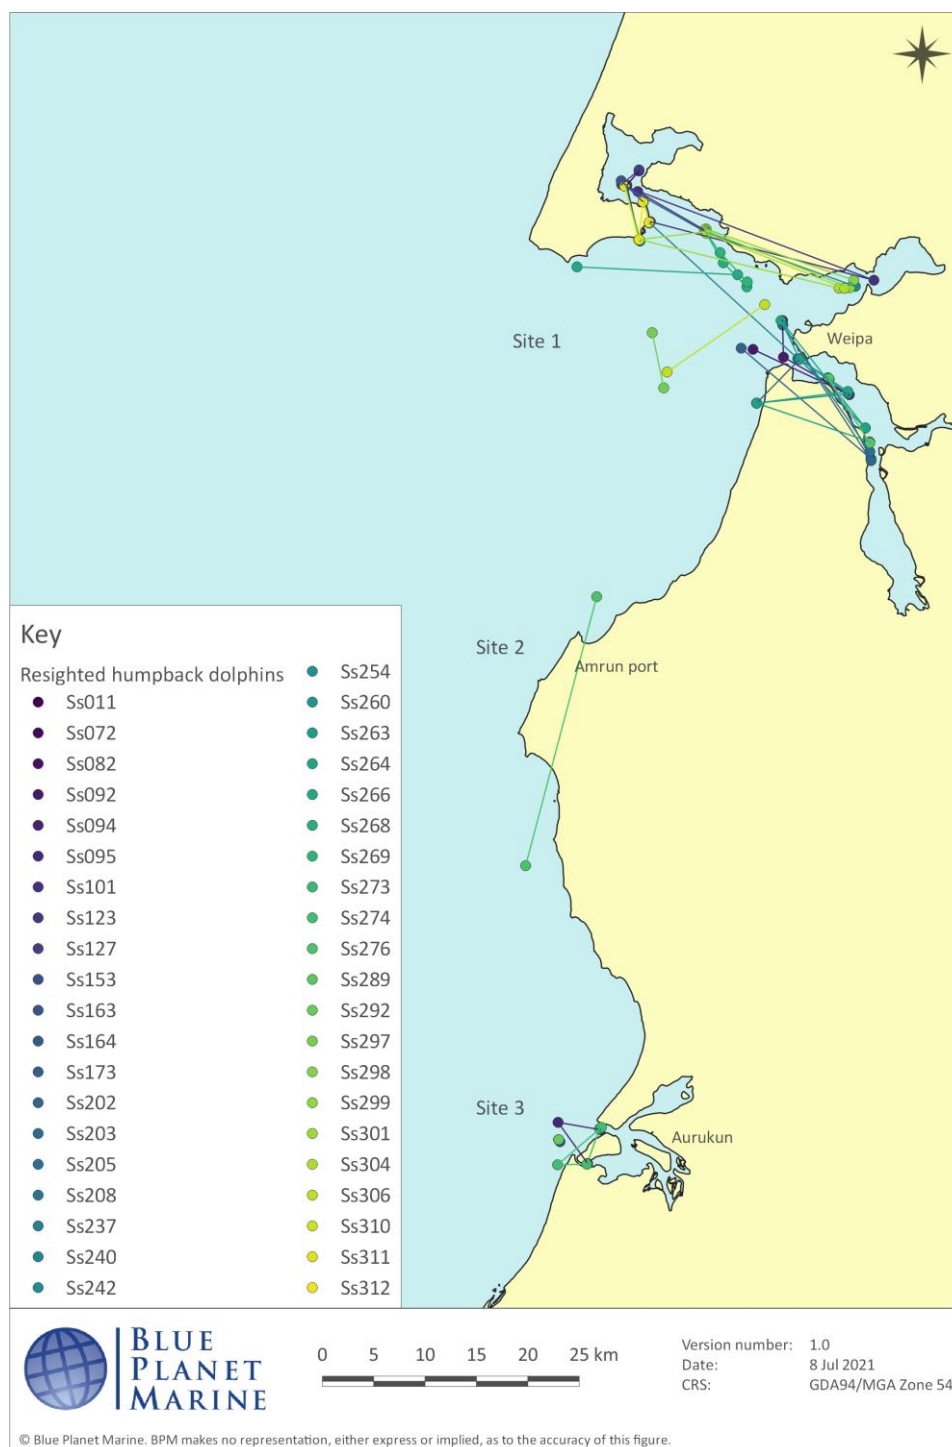 Site 1
Weipa
Site 2
Amrun port
Site 3
Aurukun
Key
Resighted humpback dolphins
Ss011
Ss072
Ss082
Ss092
Ss094
Ss095
Ss101
Ss123
Ss127
Ss153
Ss163
Ss164
Ss173
Ss202
Ss203
Ss205
Ss208
Ss237
Ss240
Ss242
Ss254
Ss260
Ss263
Ss264
Ss266
Ss268
Ss269
Ss273
Ss274
Ss276
Ss289
Ss292
Ss297
Ss298
Ss299
Ss301
Ss304
Ss306
Ss310
Ss311
Ss312
BLUE
PLANET
MARINE
0 5 10 15 20 25 km
Version number: 1.0
Date: 8 Jul 2021
CRS: GDA94/MGA Zone 54
© Blue Planet Marine. BPM makes no representation, either express or implied, as to the accuracy of this figure.